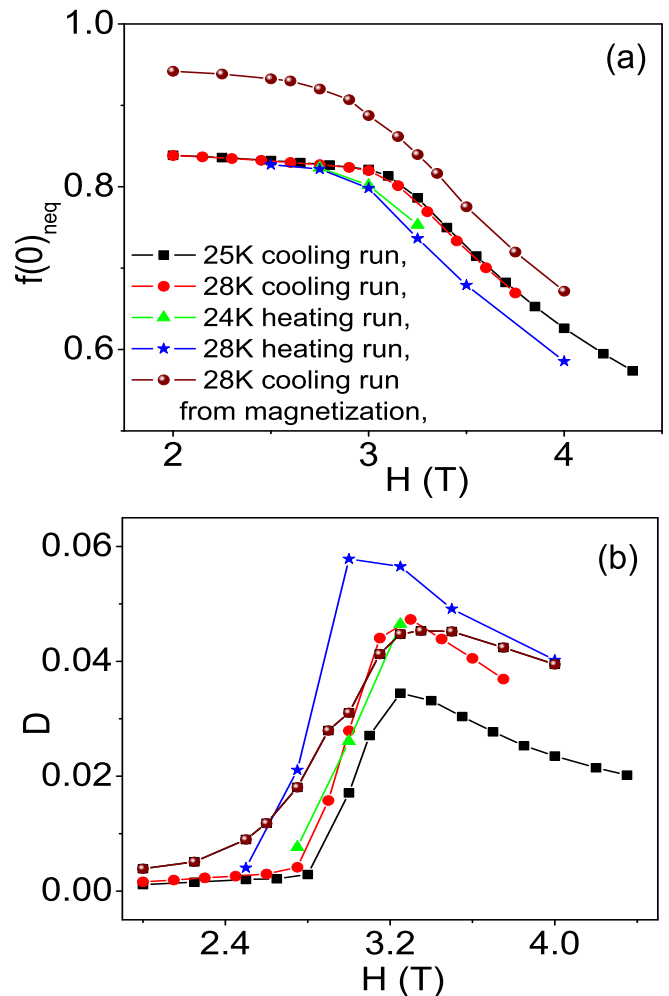 1.0
(a)
0.8
f(0)neq
25K cooling run,
28K cooling run,
24K heating run,
28K heating run,
0.6
28K cooling run
from magnetization,
2
3
4
H (T)
0.06
(b)
0.04
D
0.02
0.00
2.4
3.2
4.0
H (T)